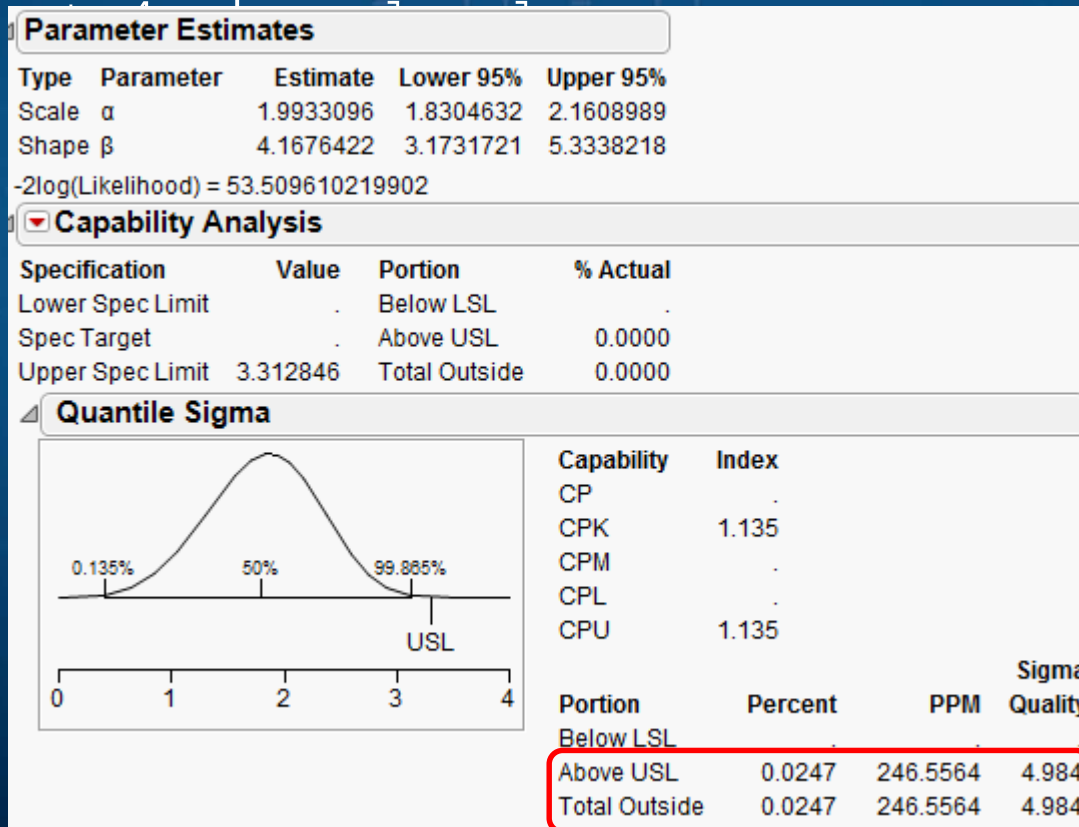 Parameter Estimates
Type Parameter Estimate Lower 95% Upper 95%
Scale α 1.9933096 1.8304632 2.1608989
Shape β 4.1676422 3.1731721 5.3338218
-2log(Likelihood) = 53.509610219902
Capability Analysis
Specification Value Portion % Actual
Lower Spec Limit . Below LSL .
Spec Target . Above USL 0.0000
Upper Spec Limit 3.312846 Total Outside 0.0000
Quantile Sigma
0.135% 50% 99.865%
USL
0 1 2 3 4
Capability Index
CP .
CPK 1.135
CPM .
CPL .
CPU 1.135
Sigma
Portion Percent PPM Quality
Below LSL . . .
Above USL 0.0247 246.5564 4.984
Total Outside 0.0247 246.5564 4.984